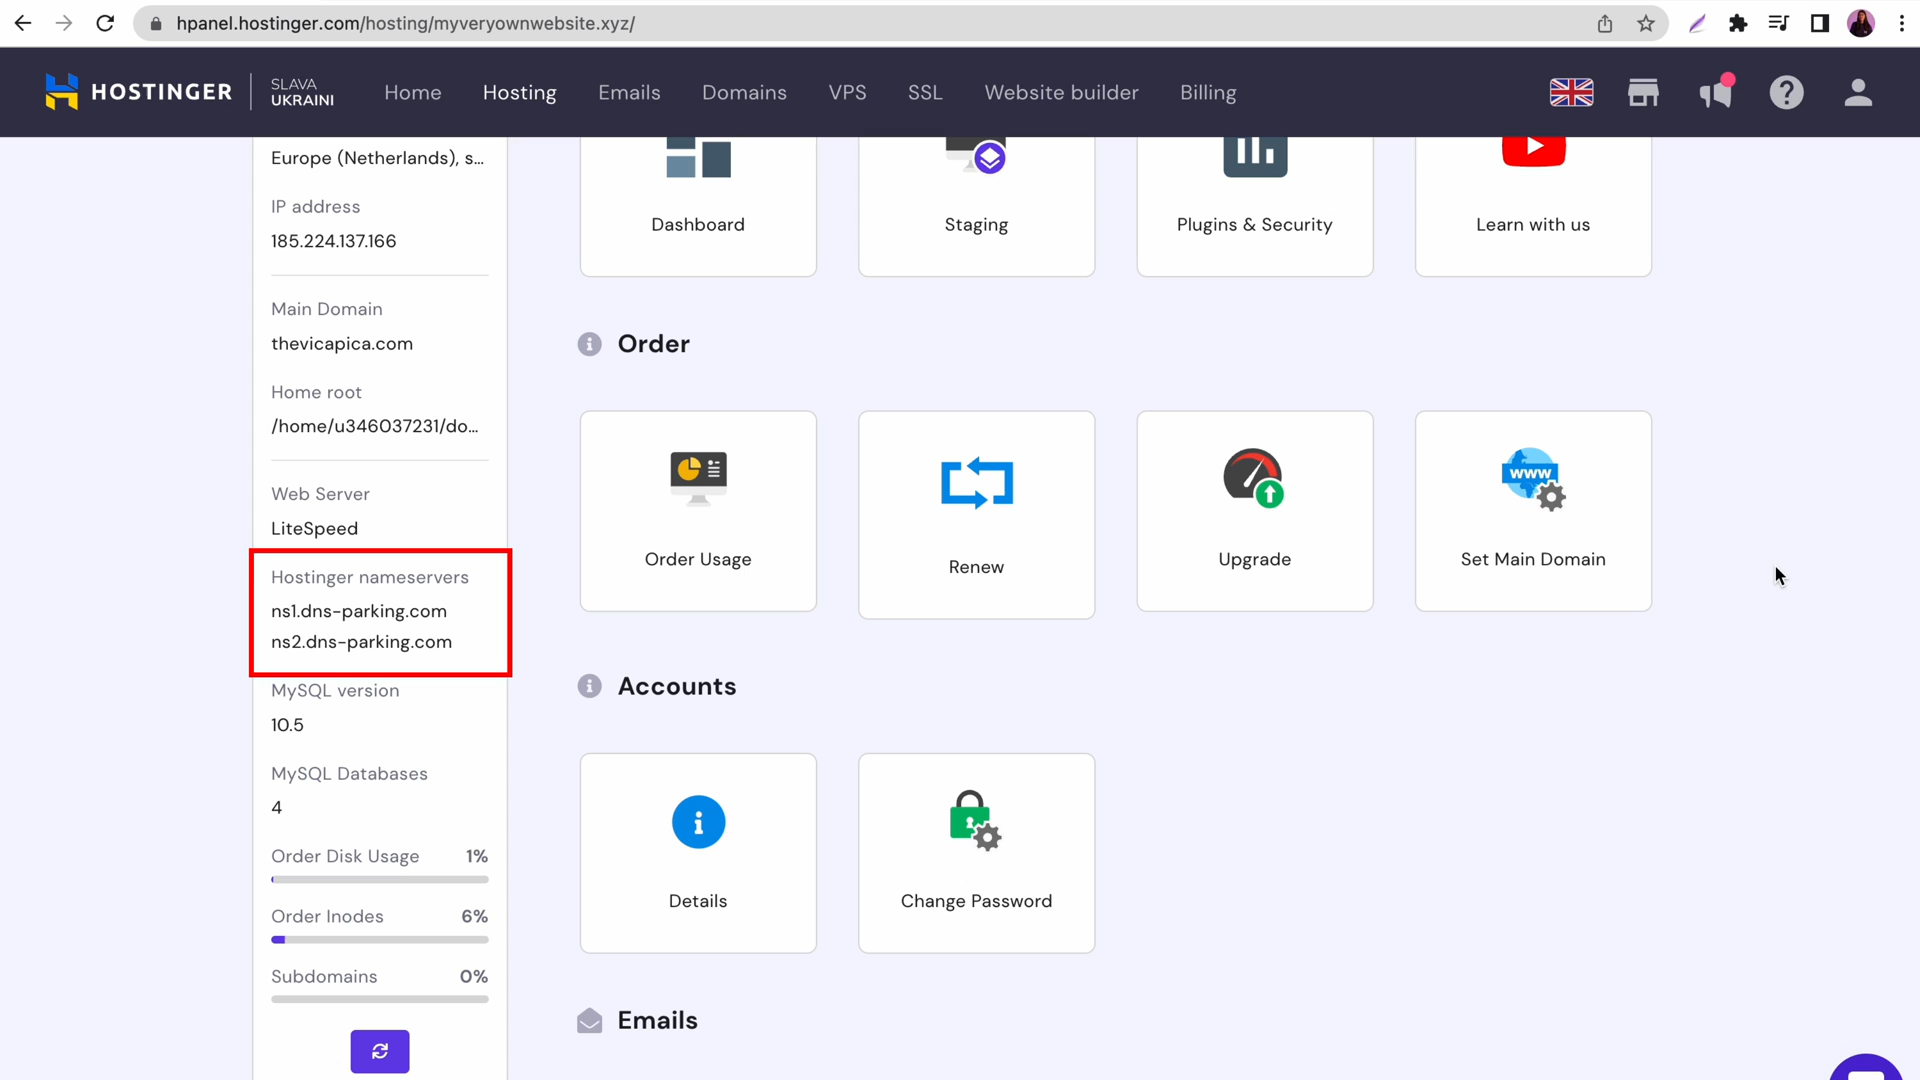 hpanel.hostinger.com/hosting/myveryownwebsite.xyz/
HOSTINGER
SLAVA
UKRAINI
Home
Hosting
Emails
Domains
VPS
SSL
Website builder
Billing
Europe (Netherlands), s...
IP address
185.224.137.166
Main Domain
thevicapica.com
Home root
/home/u346037231/do...
Web Server
LiteSpeed
Hostinger nameservers
ns1.dns-parking.com
ns2.dns-parking.com
MySQL version
10.5
MySQL Databases
4
Order Disk Usage 1%
Order Inodes 6%
Subdomains 0%
Dashboard
Staging
Plugins & Security
Learn with us
Order
Order Usage
Renew
Upgrade
www
Set Main Domain
Accounts
Details
Change Password
Emails